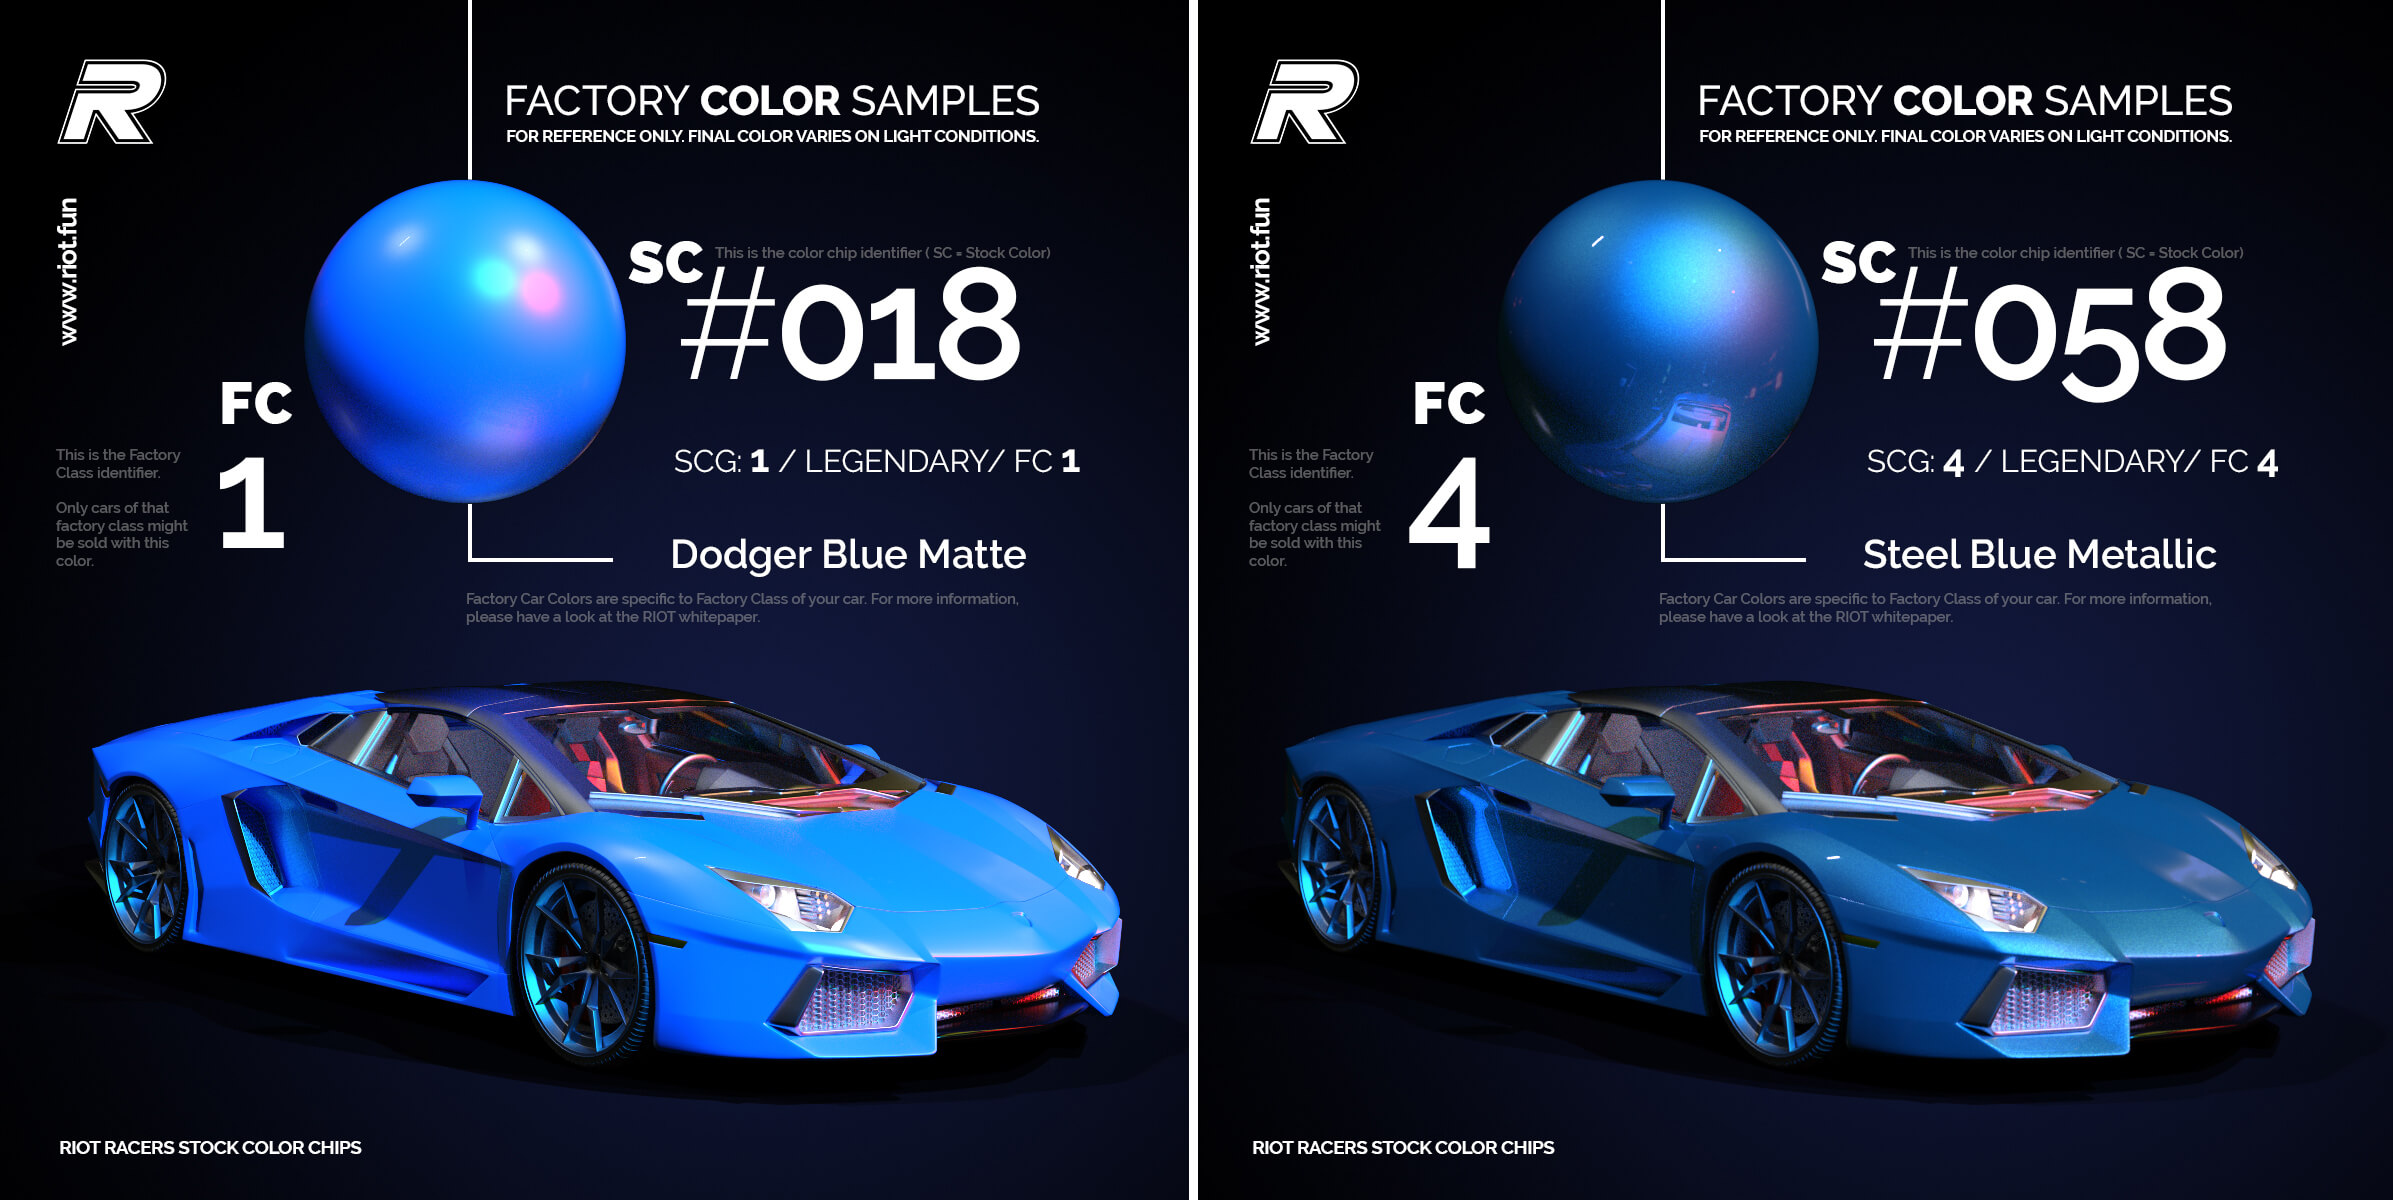 R
FACTORY COLOR SAMPLES
FOR REFERENCE ONLY. FINAL COLOR VARIES ON LIGHT CONDITIONS.
www.riot.fun
SC
This is the color chip identifier ( SC = Stock Color)
#018
FC
1
This is the Factory
Class identifier.
Only cars of that
factory class might
be sold with this
color.
SCG: 1 / LEGENDARY/ FC 1
Dodger Blue Matte
Factory Car Colors are specific to Factory Class of your car. For more information,
please have a look at the RIOT whitepaper.
RIOT RACERS STOCK COLOR CHIPS
R
FACTORY COLOR SAMPLES
FOR REFERENCE ONLY. FINAL COLOR VARIES ON LIGHT CONDITIONS.
www.riot.fun
SC
This is the color chip identifier ( SC = Stock Color)
#058
FC
4
This is the Factory
Class identifier.
Only cars of that
factory class might
be sold with this
color.
SCG: 4 / LEGENDARY/ FC 4
Steel Blue Metallic
Factory Car Colors are specific to Factory Class of your car. For more information,
please have a look at the RIOT whitepaper.
RIOT RACERS STOCK COLOR CHIPS